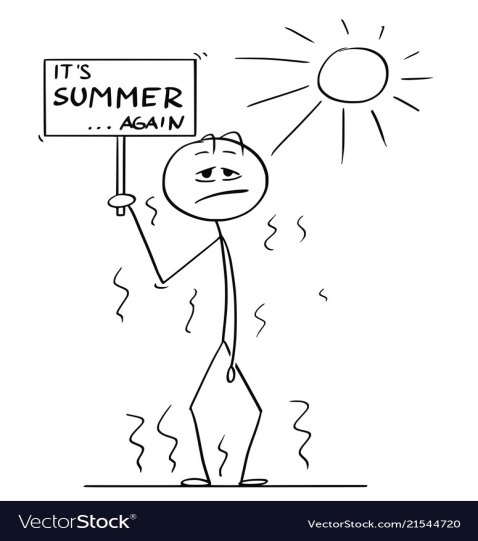 IT'S
SUMMER
... AGAIN
VectorStock®
VectorStock.com/21544720